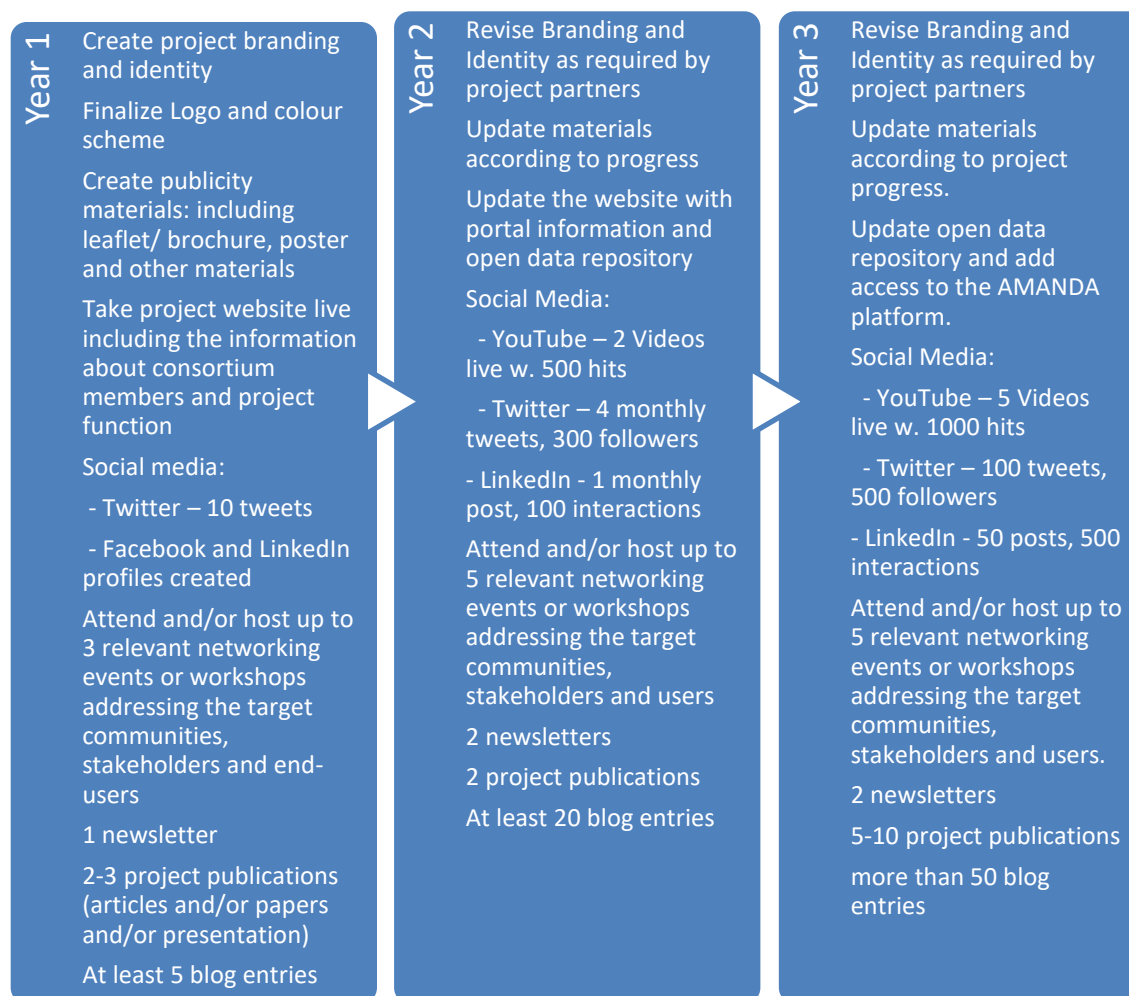 Year 1
Create project branding
and identity
Finalize Logo and colour
scheme
Create publicity
materials: including
leaflet/ brochure, poster
and other materials
Take project website live
including the information
about consortium
members and project
function
Social media:
- Twitter – 10 tweets
- Facebook and LinkedIn
profiles created
Attend and/or host up to
3 relevant networking
events or workshops
addressing the target
communities,
stakeholders and end-
users
1 newsletter
2-3 project publications
(articles and/or papers
and/or presentation)
At least 5 blog entries
Year 2
Revise Branding and
Identity as required by
project partners
Update materials
according to progress
Update the website with
portal information and
open data repository
Social Media:
- YouTube – 2 Videos
live w. 500 hits
- Twitter – 4 monthly
tweets, 300 followers
- LinkedIn - 1 monthly
post, 100 interactions
Attend and/or host up to
5 relevant networking
events or workshops
addressing the target
communities,
stakeholders and users
2 newsletters
2 project publications
At least 20 blog entries
Year 3
Revise Branding and
Identity as required by
project partners
Update materials
according to project
progress.
Update open data
repository and add
access to the AMANDA
platform.
Social Media:
- YouTube – 5 Videos
live w. 1000 hits
- Twitter – 100 tweets,
500 followers
- LinkedIn - 50 posts, 500
interactions
Attend and/or host up to
5 relevant networking
events or workshops
addressing the target
communities,
stakeholders and users.
2 newsletters
5-10 project publications
more than 50 blog
entries